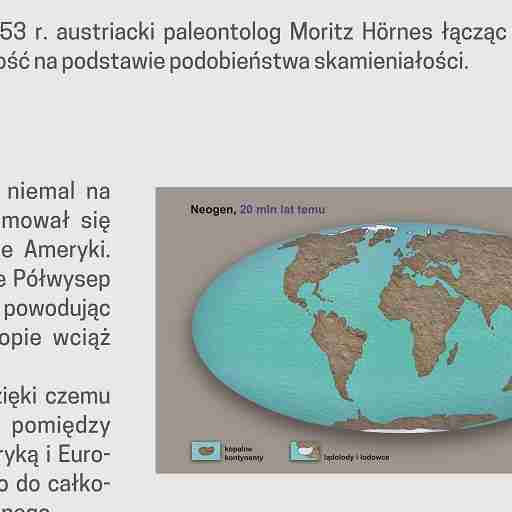 53 r. austriacki paleontolog Moritz Hörnes łącząc
ość na podstawie podobieństwa skamieniałości.
niemal na
mował się
e Ameryki.
e Półwysep
powodując
opie wciąż
zięki czemu
pomiędzy
ryką i Euro-
o do całko-
Neogen, 20 mln lat temu
kopalne
kontynenty
lądolody i lodowce